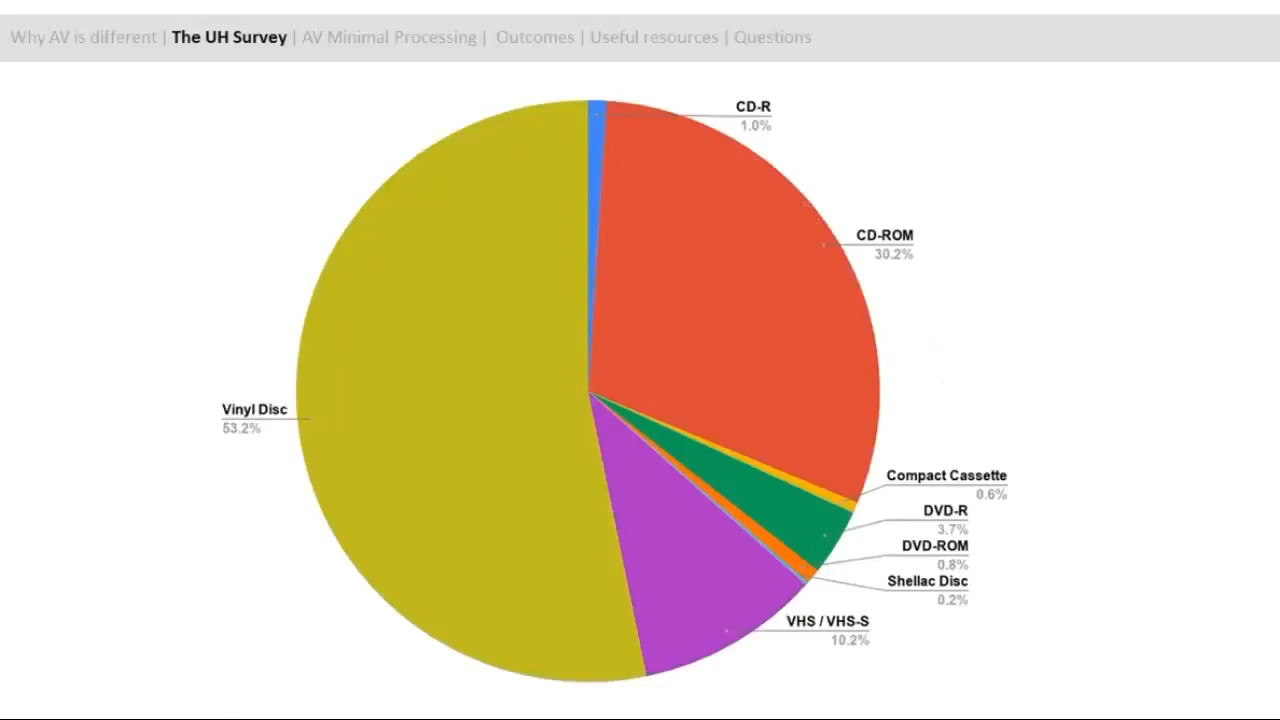 Why AV is different | The UH Survey | AV Minimal Processing | Outcomes | Useful resources | Questions
CD-R
1.0%
CD-ROM
30.2%
Vinyl Disc
53.2%
Compact Cassette
0.6%
DVD-R
3.7%
DVD-ROM
0.8%
Shellac Disc
0.2%
VHS / VHS-S
10.2%